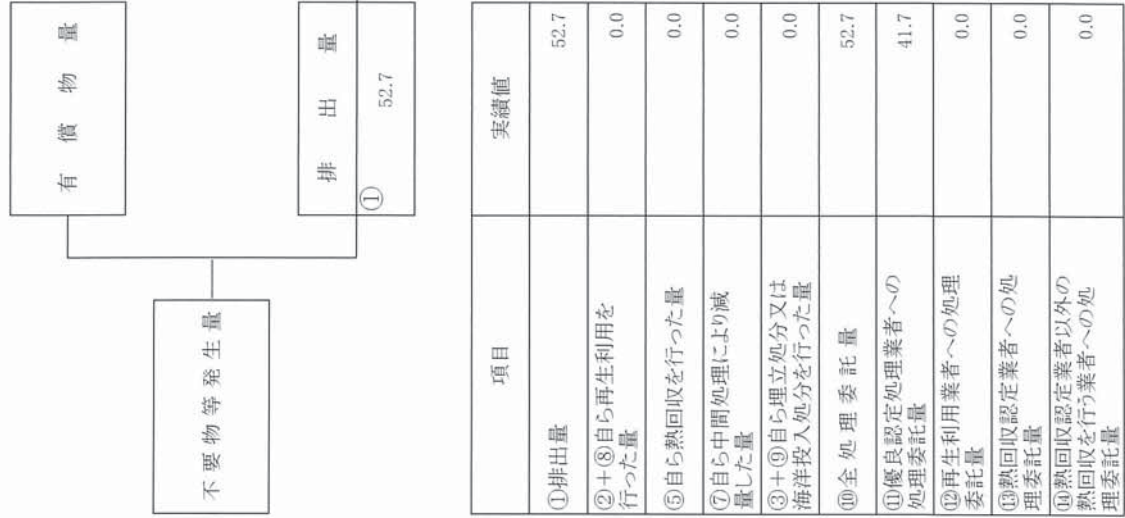 不要物等発生量
有償物量
排出量
①
52.7
項目
実績値
①排出量
52.7
②+⑧自ら再生利用を
行った量
0.0
⑤自ら熱回収を行った量
0.0
⑦自ら中間処理により減
量した量
0.0
③+⑨自ら埋立処分又は
海洋投入処分を行った量
0.0
⑩全処理委託量
52.7
⑪優良認定処理業者への
処理委託量
41.7
⑫再生利用業者への処理
委託量
0.0
⑬熱回収認定業者への処
理委託量
0.0
⑭熱回収認定業者以外の
熱回収を行う業者への処
理委託量
0.0